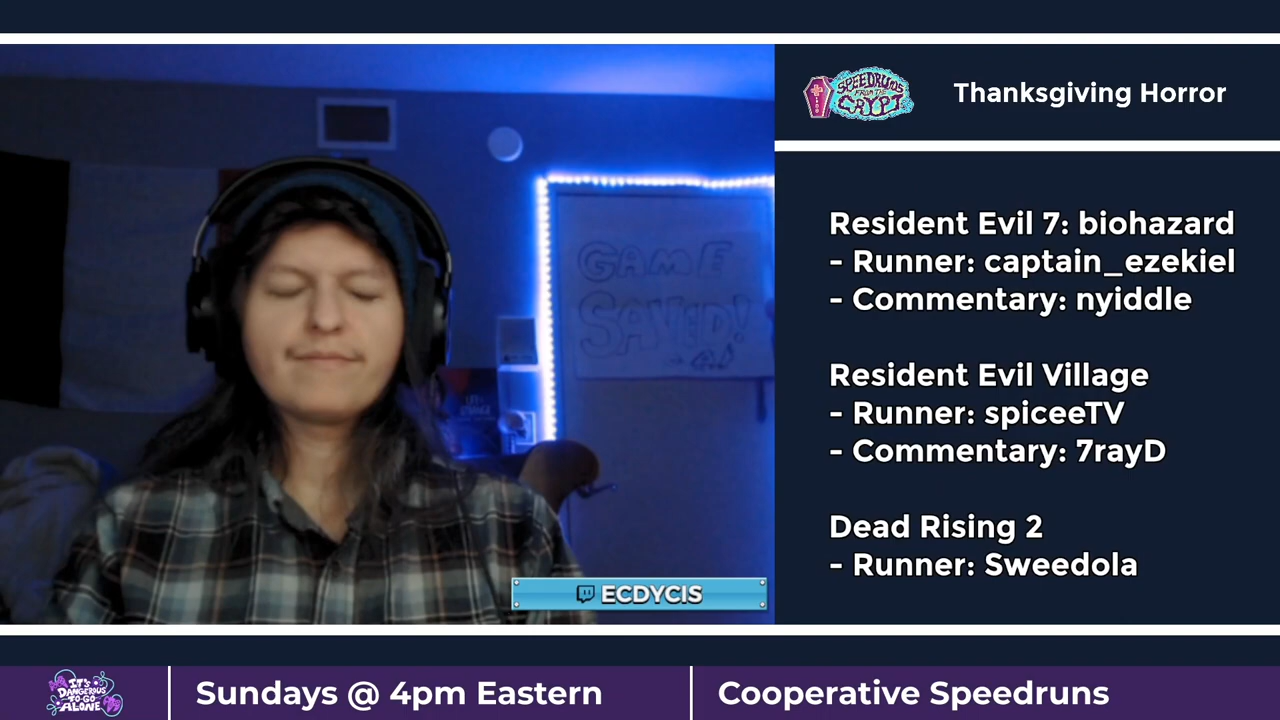 SPEEDRUNS
FROM THE
CRYPT
Thanksgiving Horror
GAME
SAVED!
Resident Evil 7: biohazard
- Runner: captain_ezekiel
- Commentary: nyiddle
Resident Evil Village
- Runner: spiceeTV
- Commentary: 7rayD
Dead Rising 2
- Runner: Sweedola
ECDYCIS
IT'S
DANGEROUS
TO GO
ALONE
Sundays @ 4pm Eastern
Cooperative Speedruns